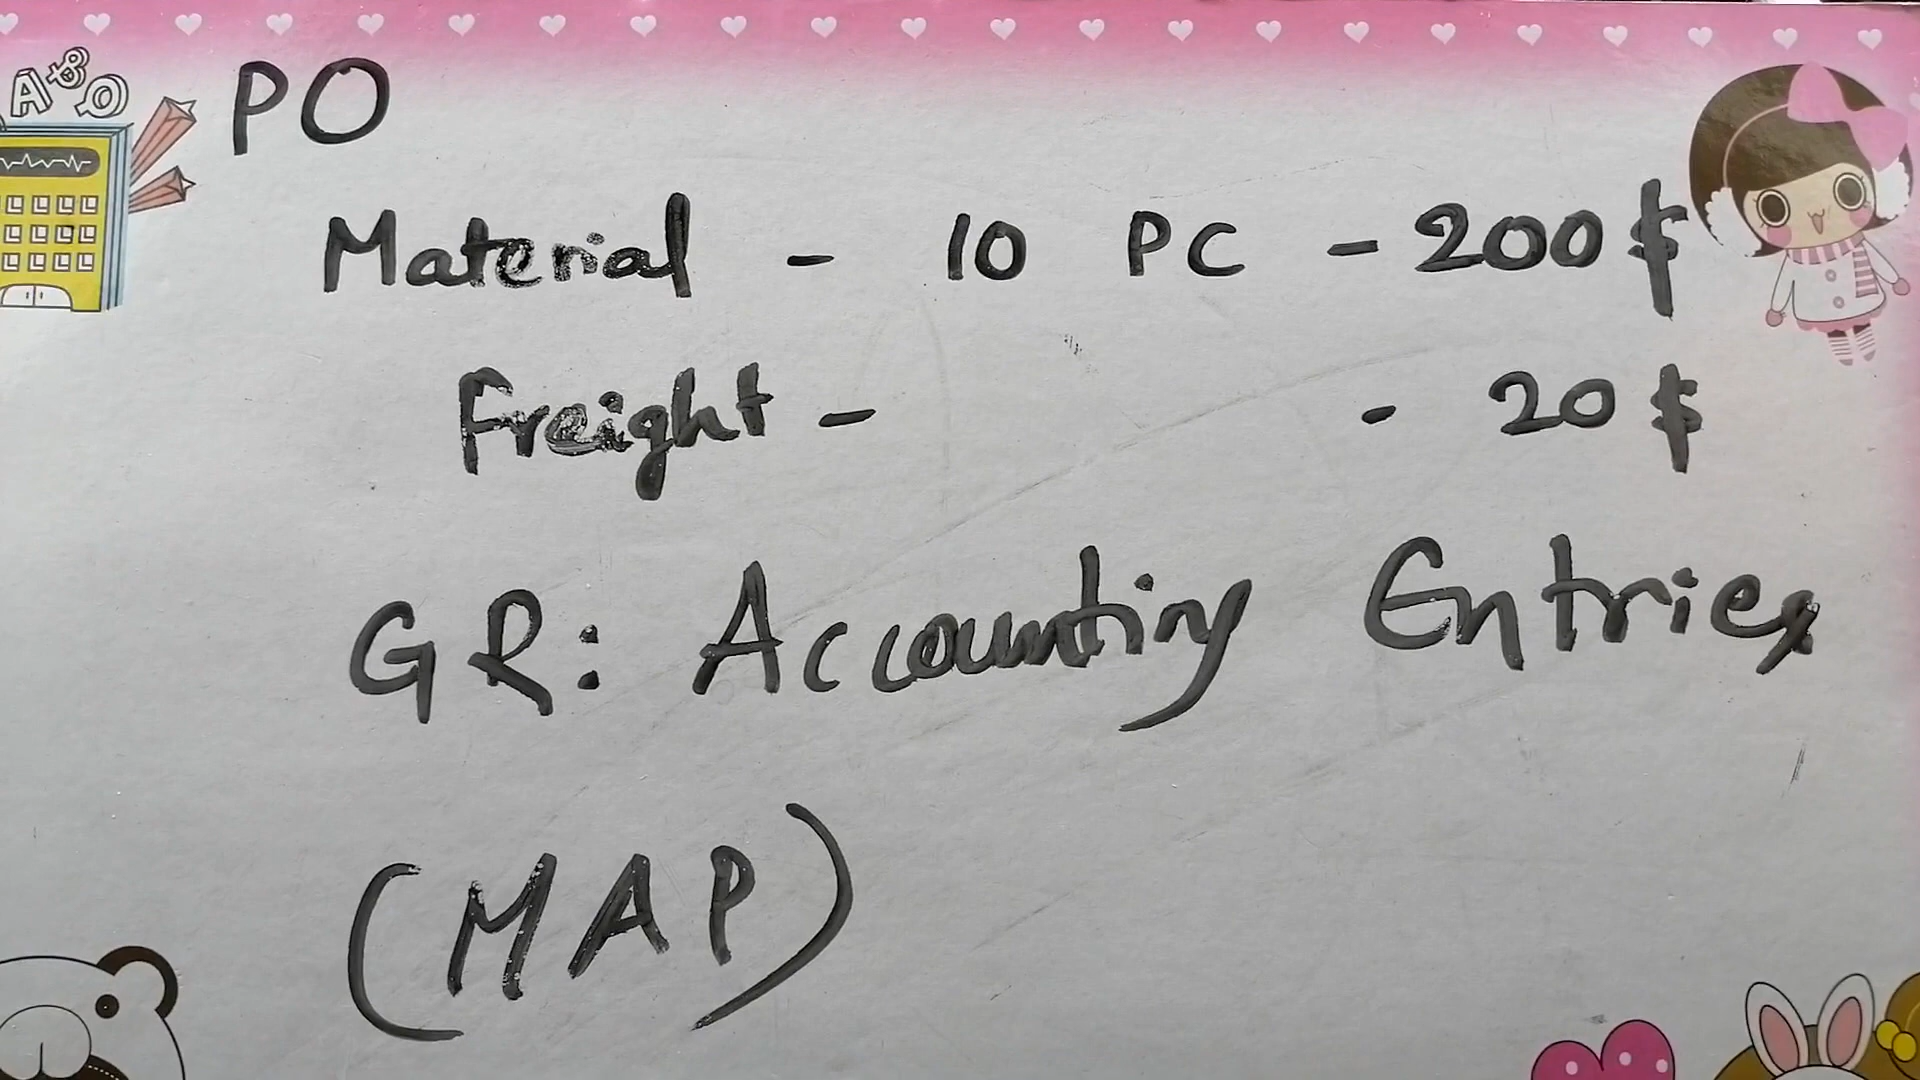 PO
Material - 10 PC - 200 $
Freight - - 20 $
GR: Accounting Entries
(MAP)